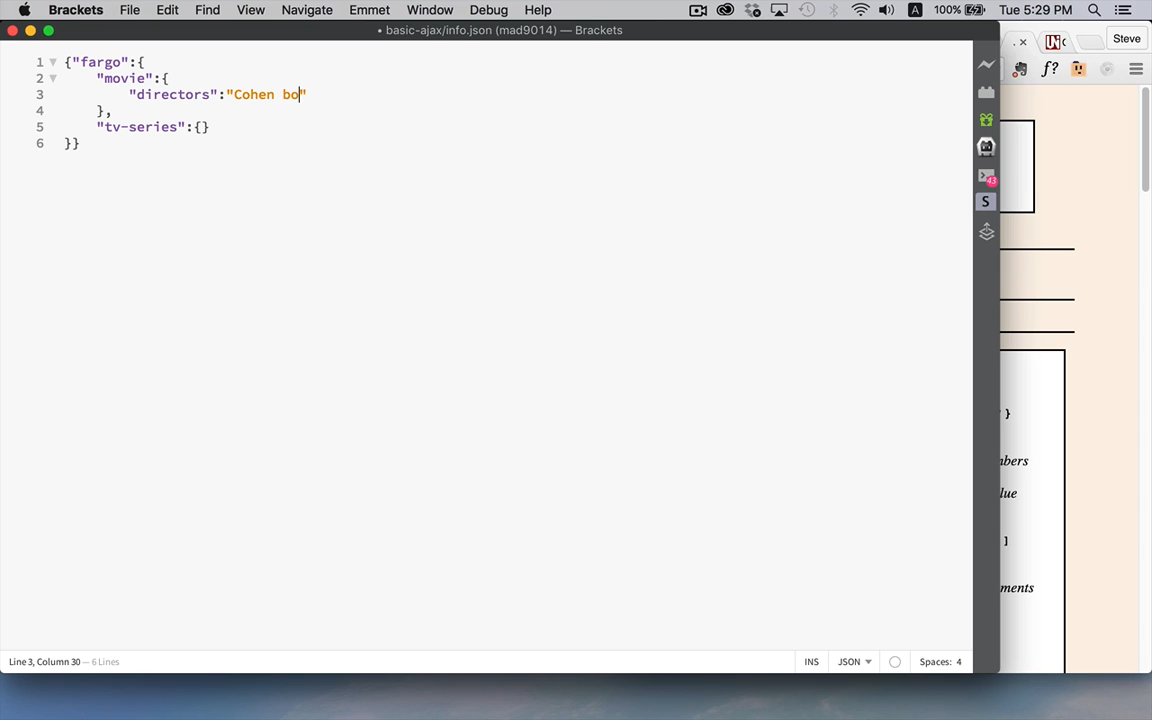 Brackets File Edit Find View Navigate Emmet Window Debug Help A 100% Tue 5:29 PM
• basic-ajax/info.json (mad9014) — Brackets
. × Steve
f?
1 {"fargo":{
2 "movie":{
3 "directors":"Cohen bo"
4 },
5 "tv-series":{}
6 }}
43
S
}
nbers
lue
]
ments
Line 3, Column 30 — 6 Lines INS JSON Spaces: 4